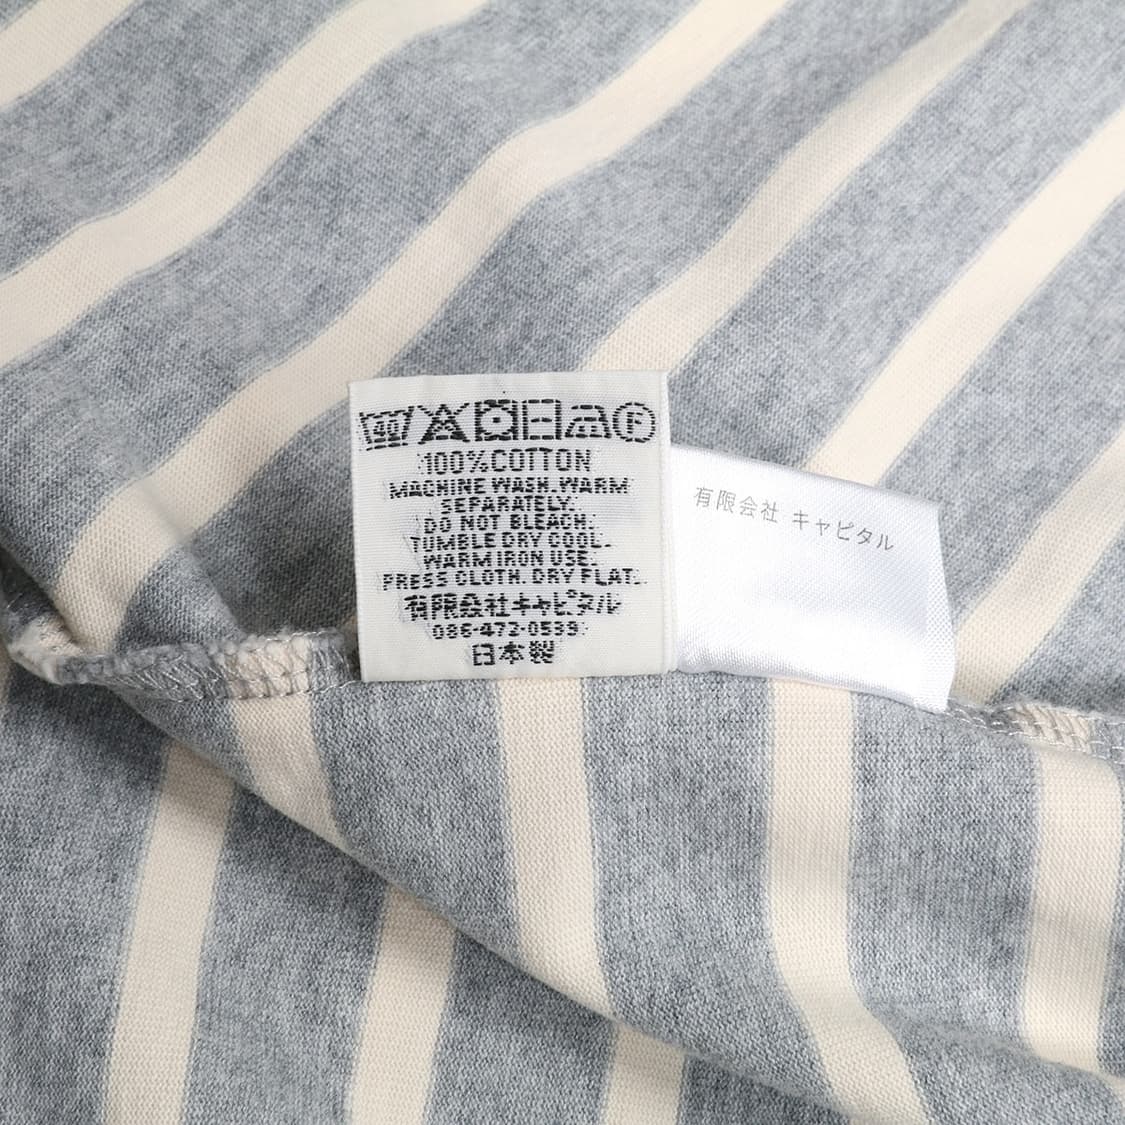 40
F
100%COTTON
MACHINE WASH.WARM
SEPARATELY.
DO NOT BLEACH.
TUMBLE DRY COOL.
WARM IRON USE.
PRESS CLOTH. DRY FLAT.
有限会社キャピタル
086-472-0539
日本製
有限会社 キャピタル